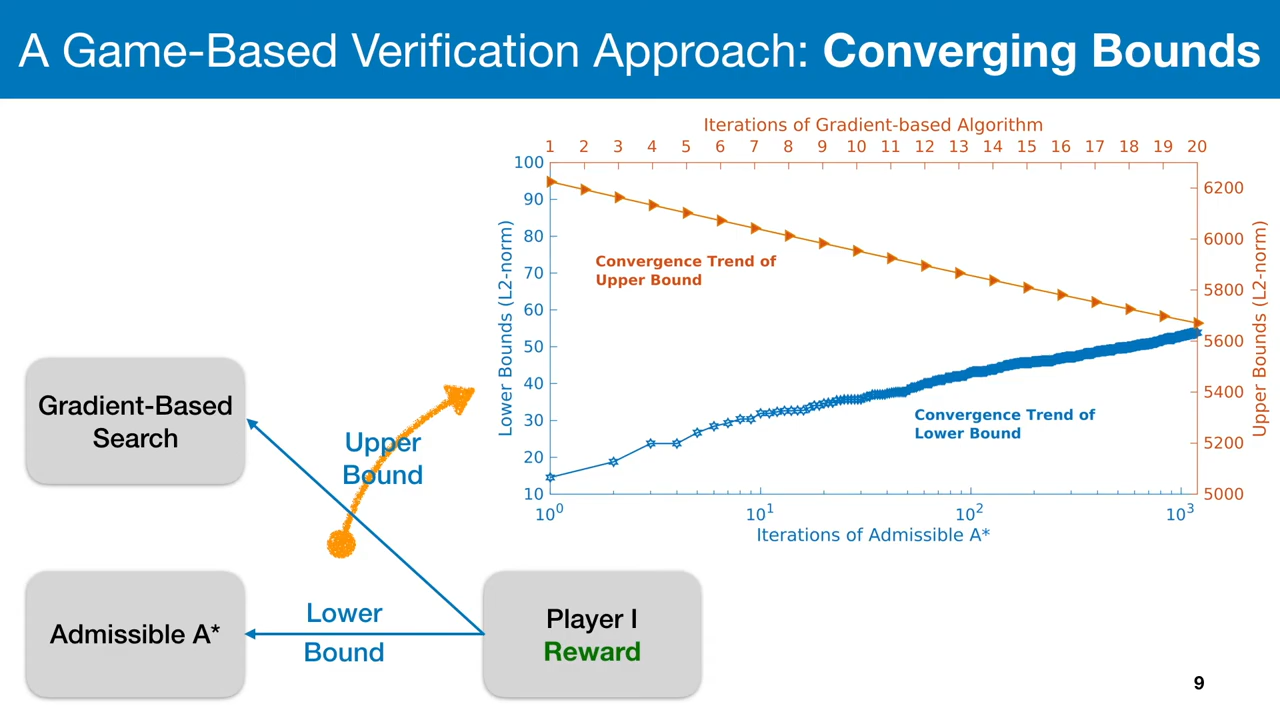 A Game-Based Verification Approach: Converging Bounds
Iterations of Gradient-based Algorithm
1 2 3 4 5 6 7 8 9 10 11 12 13 14 15 16 17 18 19 20
100
90
80
70
60
50
40
30
20
10
Lower Bounds (L2-norm)
6200
6000
5800
5600
5400
5200
5000
Upper Bounds (L2-norm)
Convergence Trend of
Upper Bound
Convergence Trend of
Lower Bound
10⁰ 10¹ 10² 10³
Iterations of Admissible A*
Gradient-Based
Search
Upper
Bound
Admissible A*
Lower
Bound
Player I
Reward
9